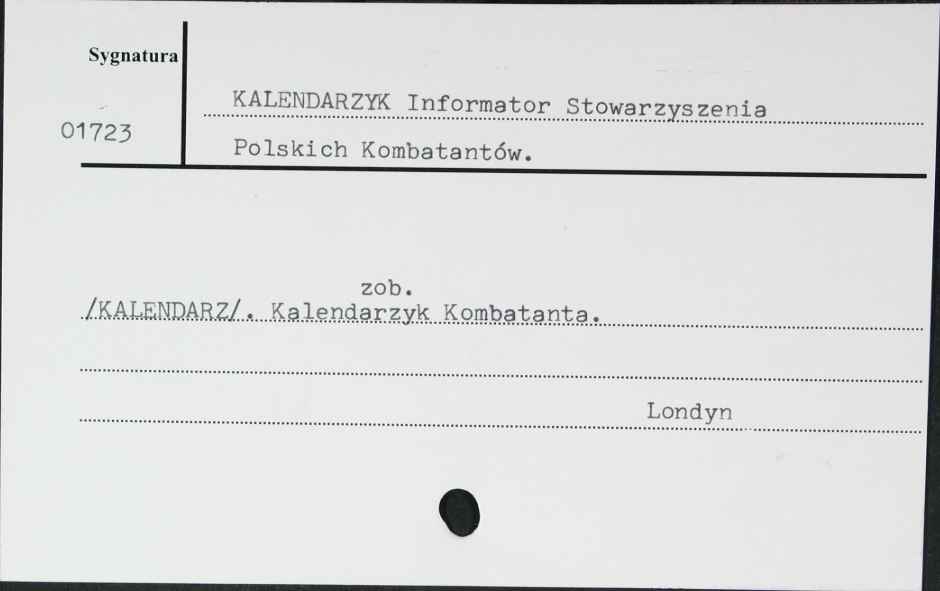 Sygnatura
KALENDARZYK Informator Stowarzyszenia
01723
Polskich Kombatantów.
zob.
/KALENDARZ/. Kalendarzyk Kombatanta.
Londyn